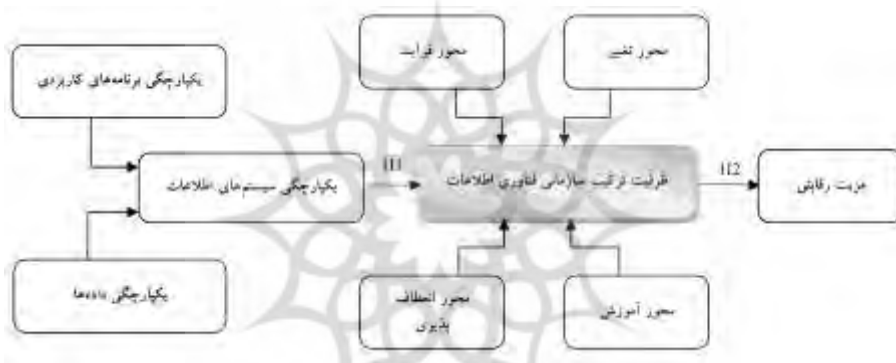 محور تغییر
محور فرآیند
یکپارچگی برنامه‌های کاربردی
یکپارچگی سیستم‌های اطلاعات
H1
ظرفیت ترکیب سازمانی فناوری اطلاعات
H2
مزیت رقابتی
یکپارچگی داده‌ها
محور انعطاف
پذیری
محور آموزش